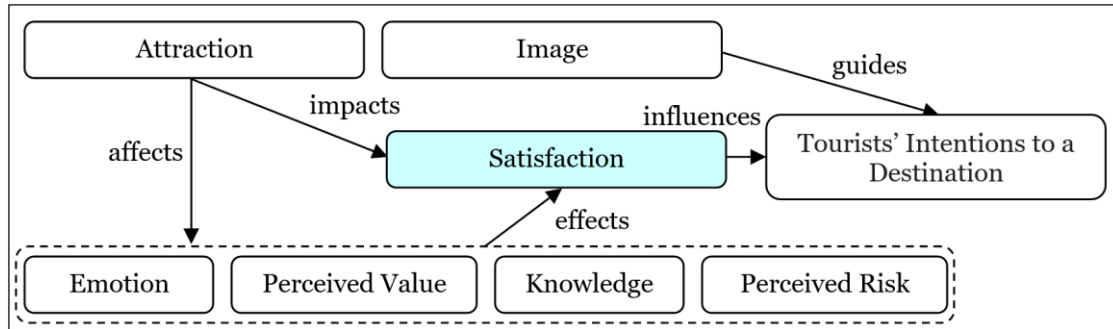 Attraction
Image
guides
impacts
influences
affects
Satisfaction
Tourists’ Intentions to a
Destination
effects
Emotion
Perceived Value
Knowledge
Perceived Risk